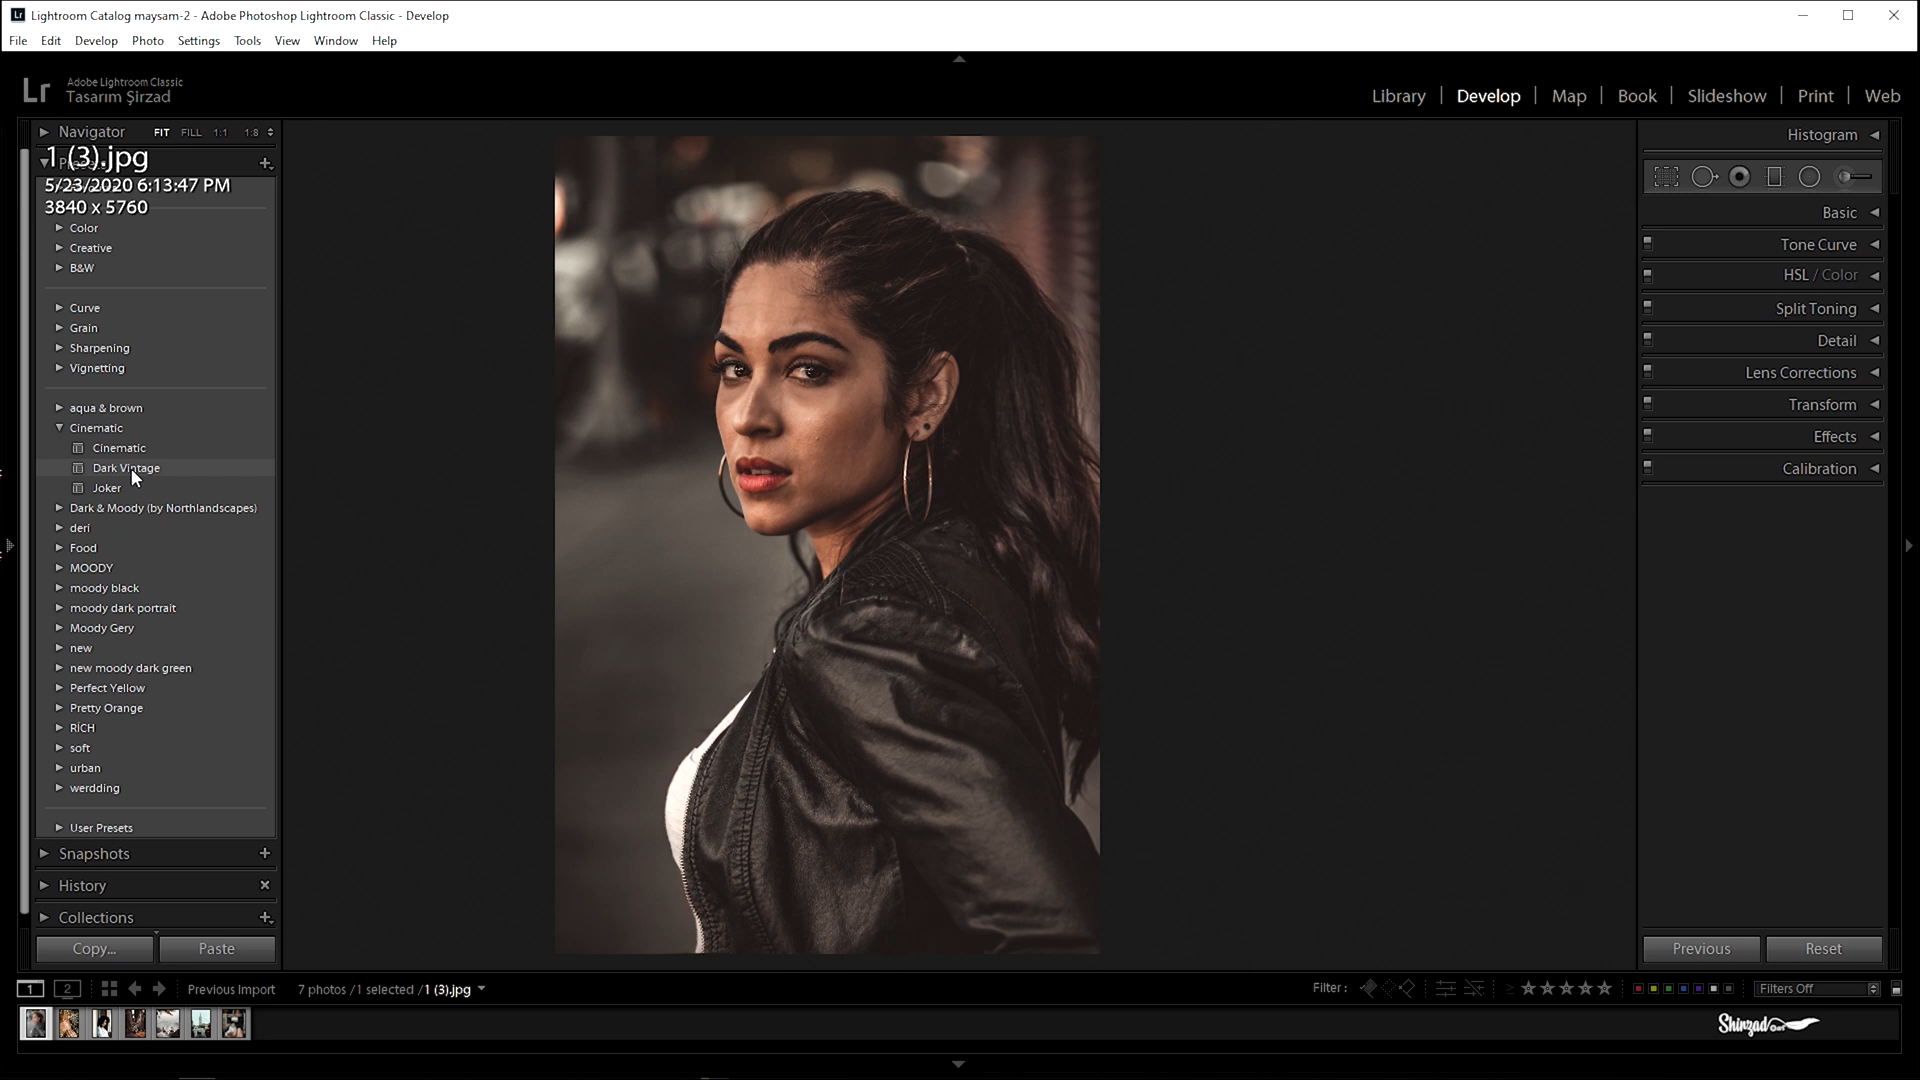 Lr Lightroom Catalog maysam-2 - Adobe Photoshop Lightroom Classic - Develop
File Edit Develop Photo Settings Tools View Window Help
Lr
Adobe Lightroom Classic
Tasarım Şirzad
Library | Develop | Map | Book | Slideshow | Print | Web
Navigator FIT FILL 1:1 1:8
1 (3).jpg
5/23/2020 6:13:47 PM
3840 x 5760
Color
Creative
B&W
Curve
Grain
Sharpening
Vignetting
aqua & brown
Cinematic
Cinematic
Dark Vintage
Joker
Dark & Moody (by Northlandscapes)
deri
Food
MOODY
moody black
moody dark portrait
Moody Gery
new
new moody dark green
Perfect Yellow
Pretty Orange
RİCH
soft
urban
werdding
User Presets
Snapshots
History
Collections
Copy... Paste
Histogram
Basic
Tone Curve
HSL / Color
Split Toning
Detail
Lens Corrections
Transform
Effects
Calibration
Previous Reset
1 2 Previous Import 7 photos /1 selected /1 (3).jpg Filter : Filters Off